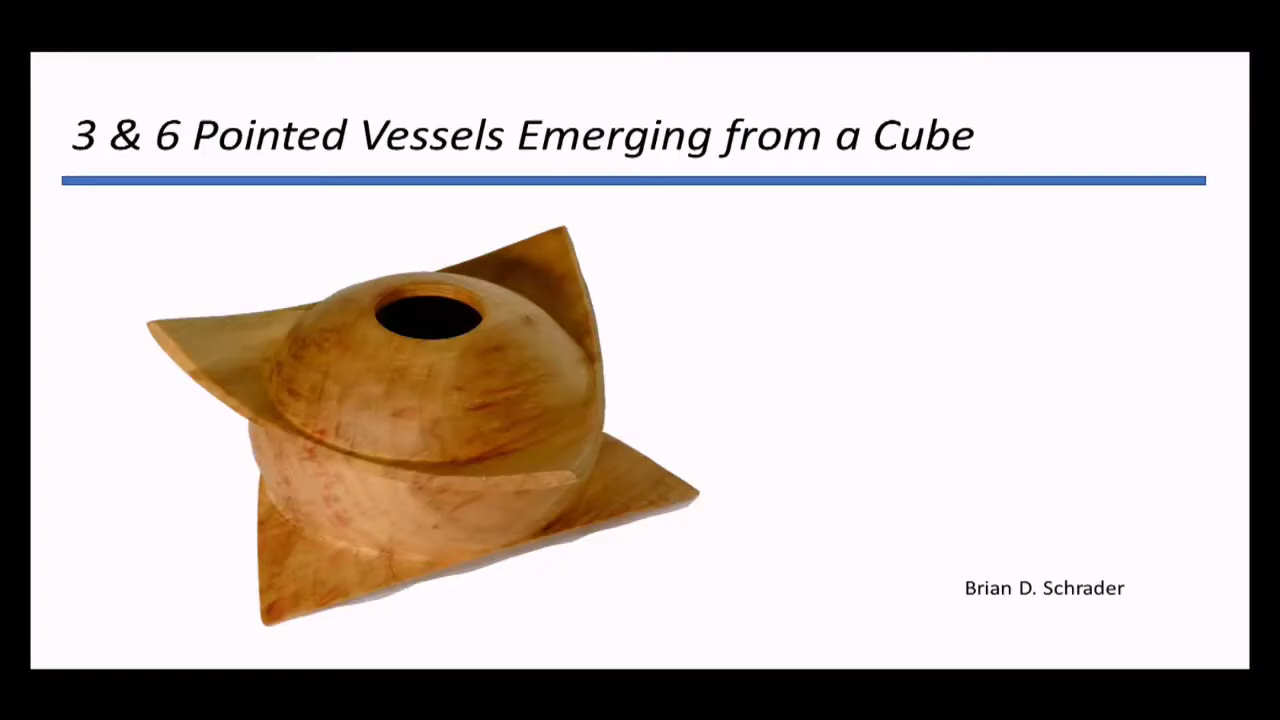 3 & 6 Pointed Vessels Emerging from a Cube
Brian D. Schrader